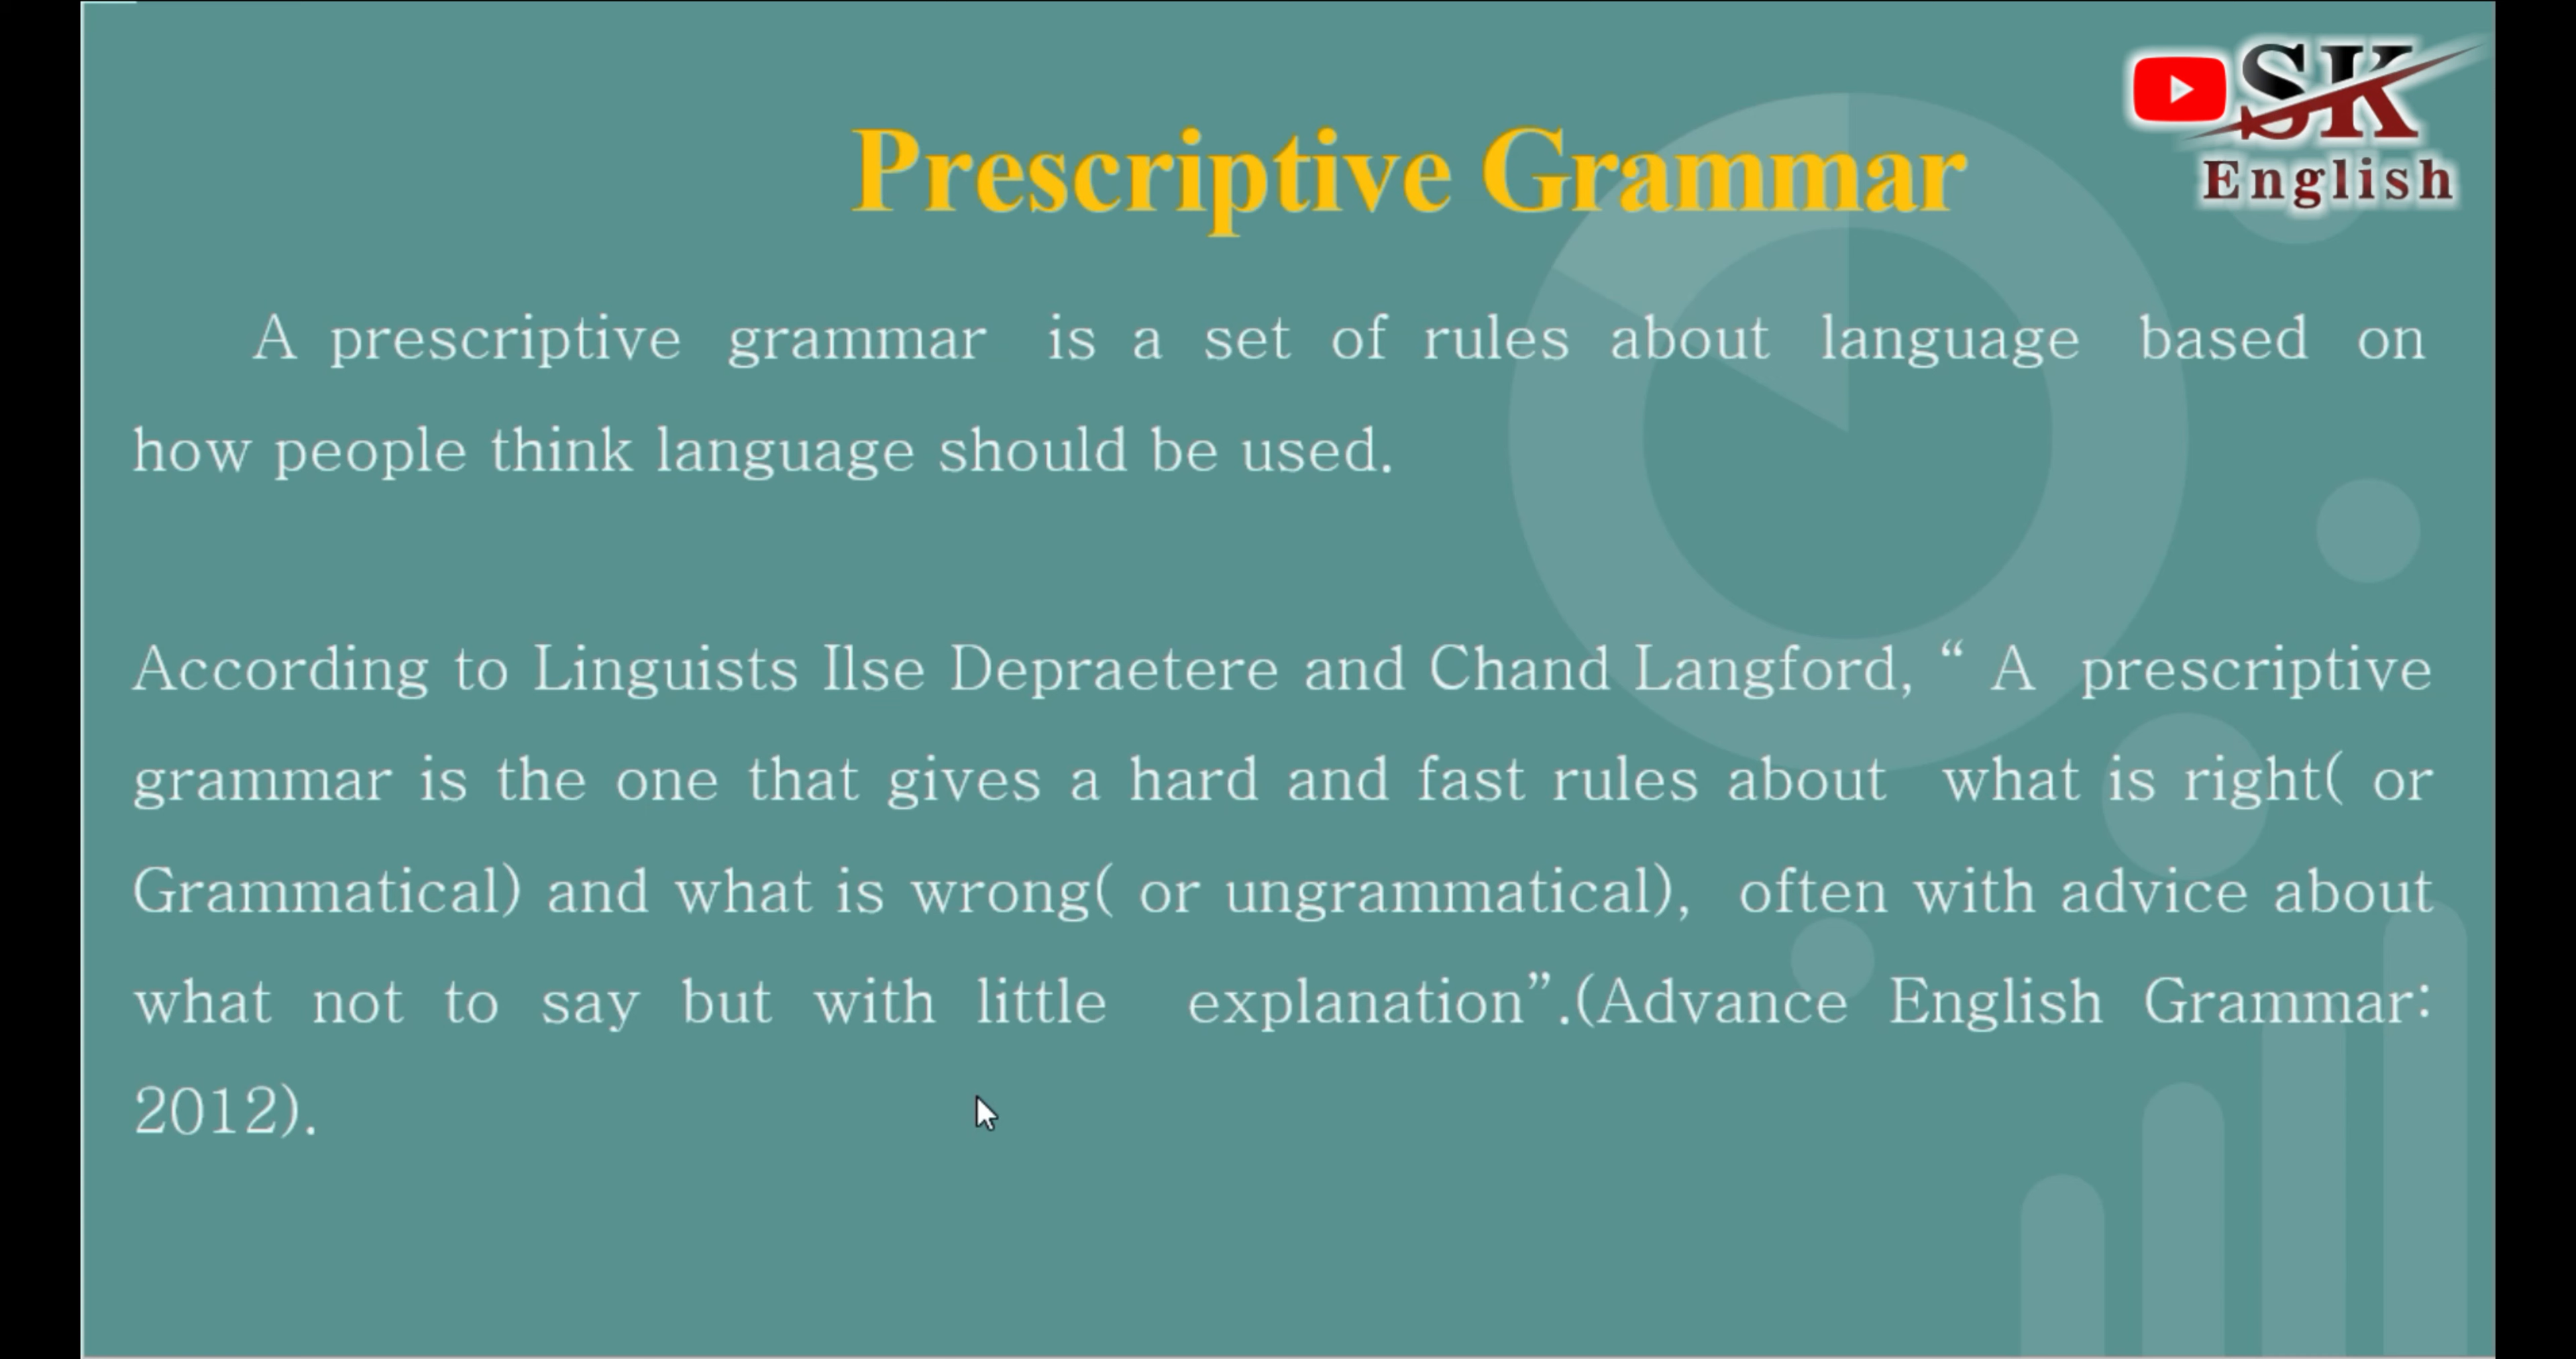 SK
English
Prescriptive Grammar
A prescriptive grammar is a set of rules about language based on
how people think language should be used.
According to Linguists Ilse Depraetere and Chand Langford, “ A prescriptive
grammar is the one that gives a hard and fast rules about what is right( or
Grammatical) and what is wrong( or ungrammatical), often with advice about
what not to say but with little explanation”.(Advance English Grammar:
2012).